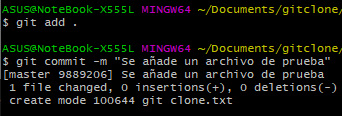 ASUS@NoteBook-X555L MINGW64 ~/Documents/gitclone/
$ git add .
ASUS@NoteBook-X555L MINGW64 ~/Documents/gitclone/
$ git commit -m "Se añade un archivo de prueba"
[master 9889206] Se añade un archivo de prueba
1 file changed, 0 insertions(+), 0 deletions(-)
create mode 100644 git clone.txt